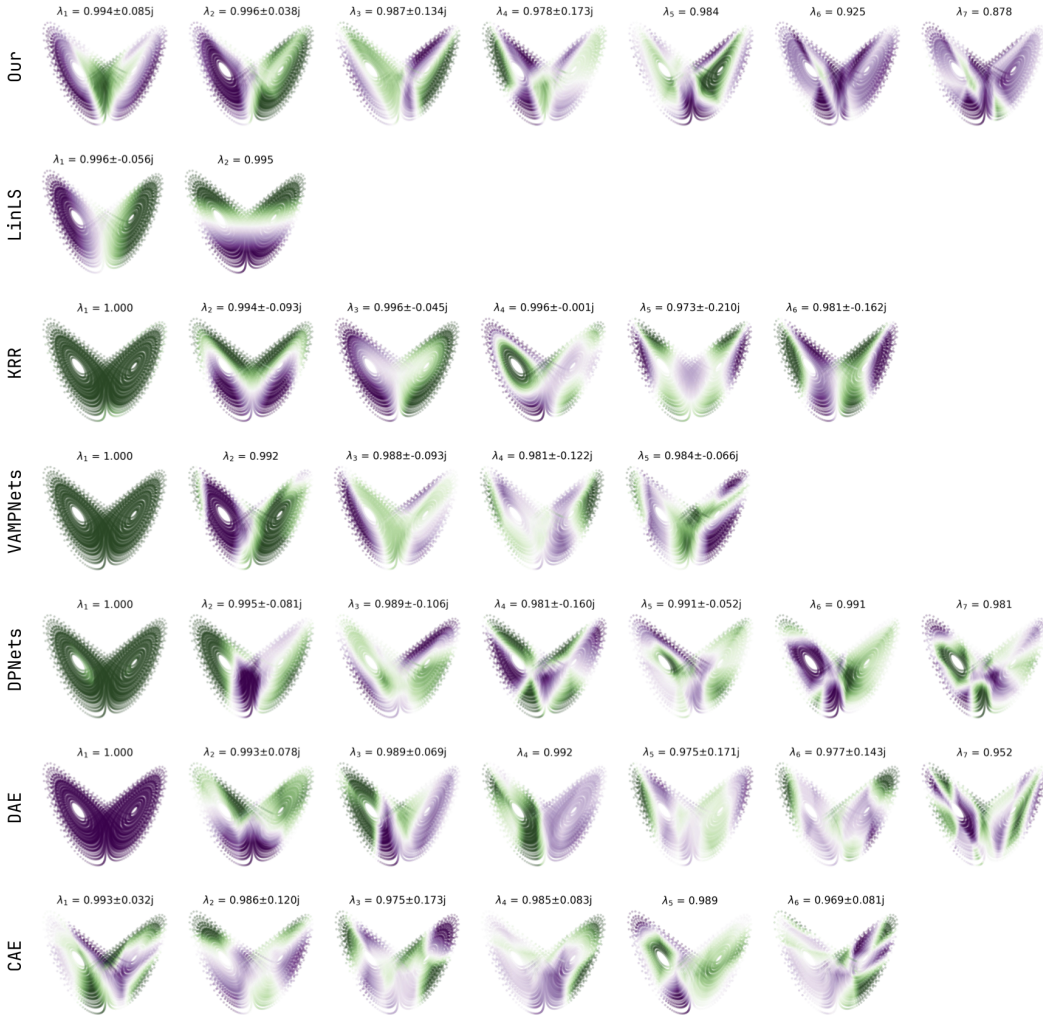 Our
λ₁ = 0.994±0.085j λ₂ = 0.996±0.038j λ₃ = 0.987±0.134j λ₄ = 0.978±0.173j λ₅ = 0.984 λ₆ = 0.925 λ₇ = 0.878
LinLS
λ₁ = 0.996±-0.056j λ₂ = 0.995
KRR
λ₁ = 1.000 λ₂ = 0.994±-0.093j λ₃ = 0.996±-0.045j λ₄ = 0.996±-0.001j λ₅ = 0.973±-0.210j λ₆ = 0.981±-0.162j
VAMPNets
λ₁ = 1.000 λ₂ = 0.992 λ₃ = 0.988±-0.093j λ₄ = 0.981±-0.122j λ₅ = 0.984±-0.066j
DPNets
λ₁ = 1.000 λ₂ = 0.995±-0.081j λ₃ = 0.989±-0.106j λ₄ = 0.981±-0.160j λ₅ = 0.991±-0.052j λ₆ = 0.991 λ₇ = 0.981
DAE
λ₁ = 1.000 λ₂ = 0.993±0.078j λ₃ = 0.989±0.069j λ₄ = 0.992 λ₅ = 0.975±0.171j λ₆ = 0.977±0.143j λ₇ = 0.952
CAE
λ₁ = 0.993±0.032j λ₂ = 0.986±0.120j λ₃ = 0.975±0.173j λ₄ = 0.985±0.083j λ₅ = 0.989 λ₆ = 0.969±0.081j